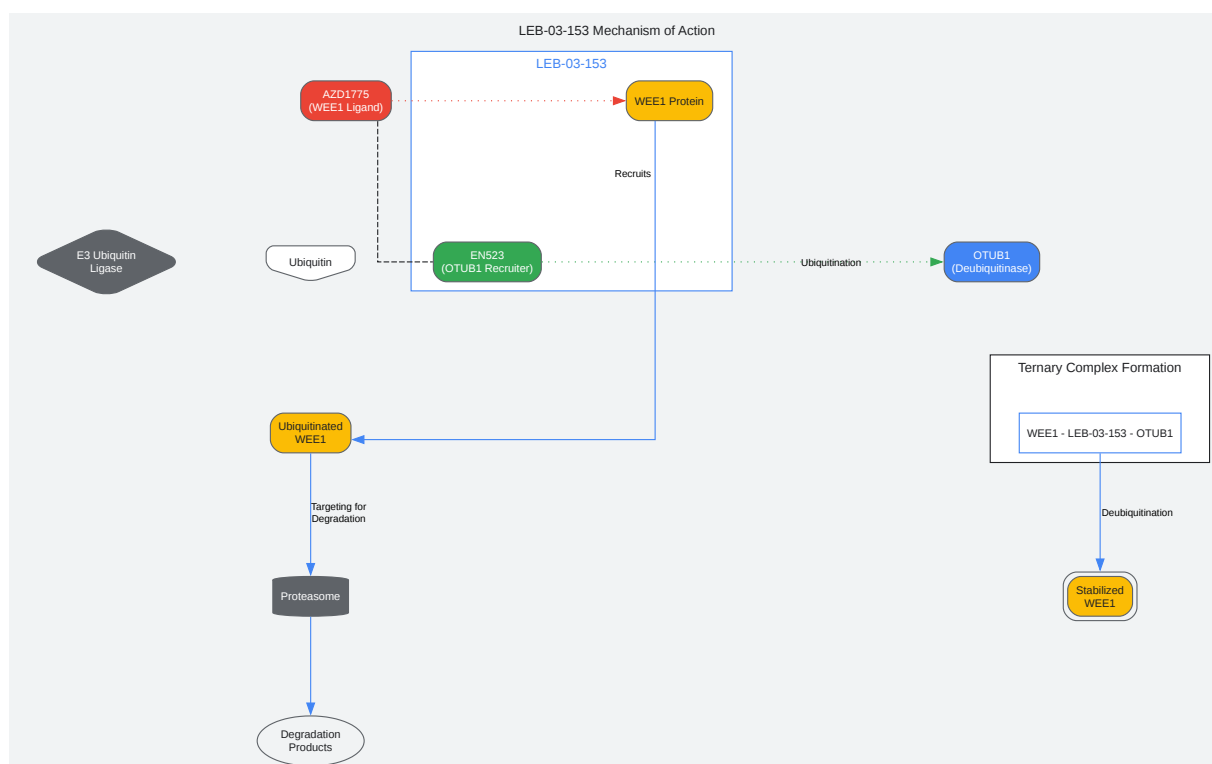 LEB-03-153 Mechanism of Action
LEB-03-153
AZD1775
(WEE1 Ligand)
WEE1 Protein
Recruits
E3 Ubiquitin
Ligase
Ubiquitin
EN523
(OTUB1 Recruiter)
Ubiquitination
OTUB1
(Deubiquitinase)
Ternary Complex Formation
WEE1 - LEB-03-153 - OTUB1
Ubiquitinated
WEE1
Targeting for
Degradation
Deubiquitination
Proteasome
Stabilized
WEE1
Degradation
Products